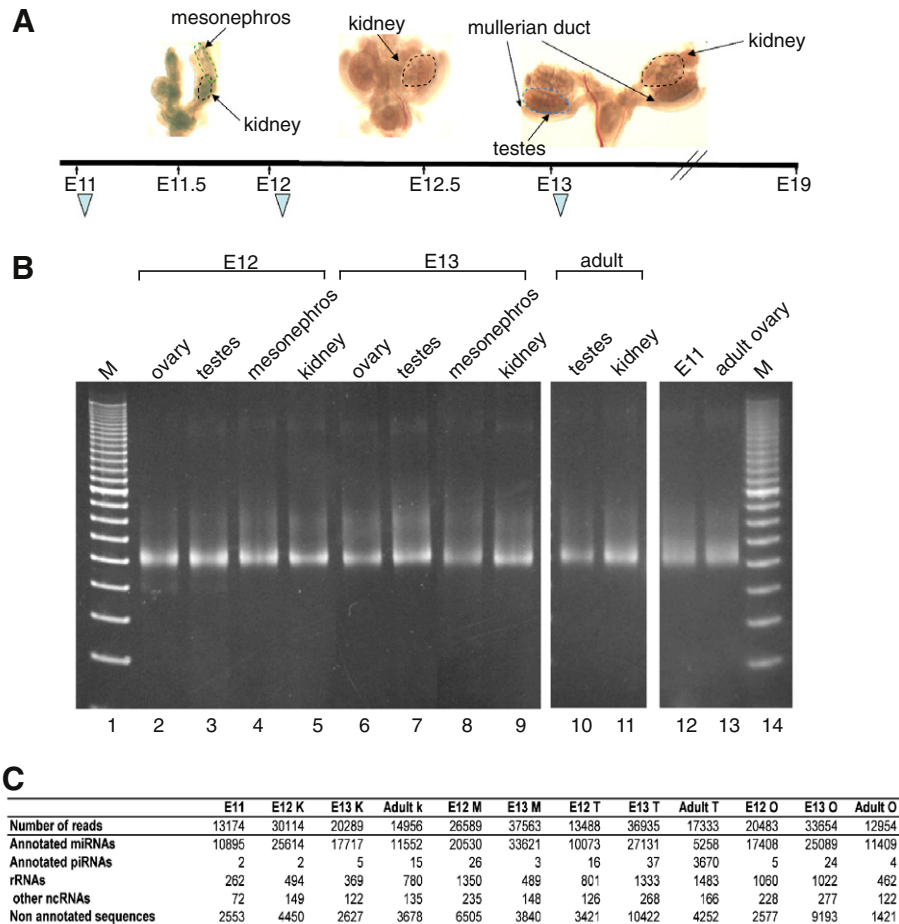 A
mesonephros
kidney
mullerian duct
kidney
kidney
testes
E11 E11.5 E12 E12.5 E13 E19
B
E12 E13 adult
M ovary testes mesonephros kidney ovary testes mesonephros kidney testes kidney E11 adult ovary M
1 2 3 4 5 6 7 8 9 10 11 12 13 14
C
E11 E12 K E13 K Adult k E12 M E13 M E12 T E13 T Adult T E12 O E13 O Adult O
Number of reads 13174 30114 20289 14956 26589 37563 13488 36935 17333 20483 33654 12954
Annotated miRNAs 10895 25614 17717 11552 20530 33621 10073 27131 5258 17408 25089 11409
Annotated piRNAs 2 2 5 15 26 3 16 37 3670 5 24 4
rRNAs 262 494 369 780 1350 489 801 1333 1483 1060 1022 462
other ncRNAs 72 149 122 135 235 148 126 268 166 228 277 122
Non annotated sequences 2553 4450 2627 3678 6505 3840 3421 10422 4252 2577 9193 1421